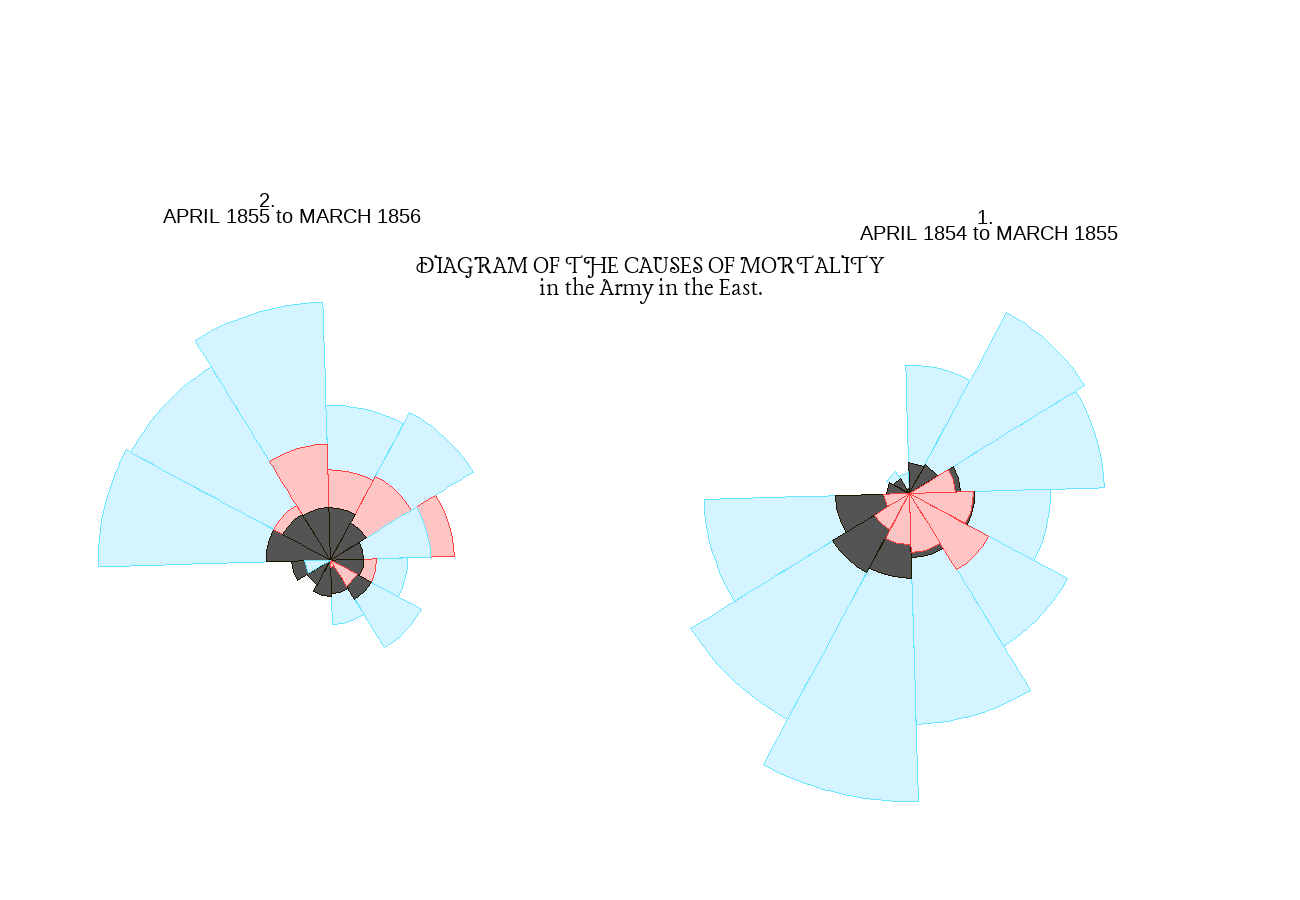 2.
APRIL 1855 to MARCH 1856
1.
APRIL 1854 to MARCH 1855
DIAGRAM OF THE CAUSES OF MORTALITY
in the Army in the East.